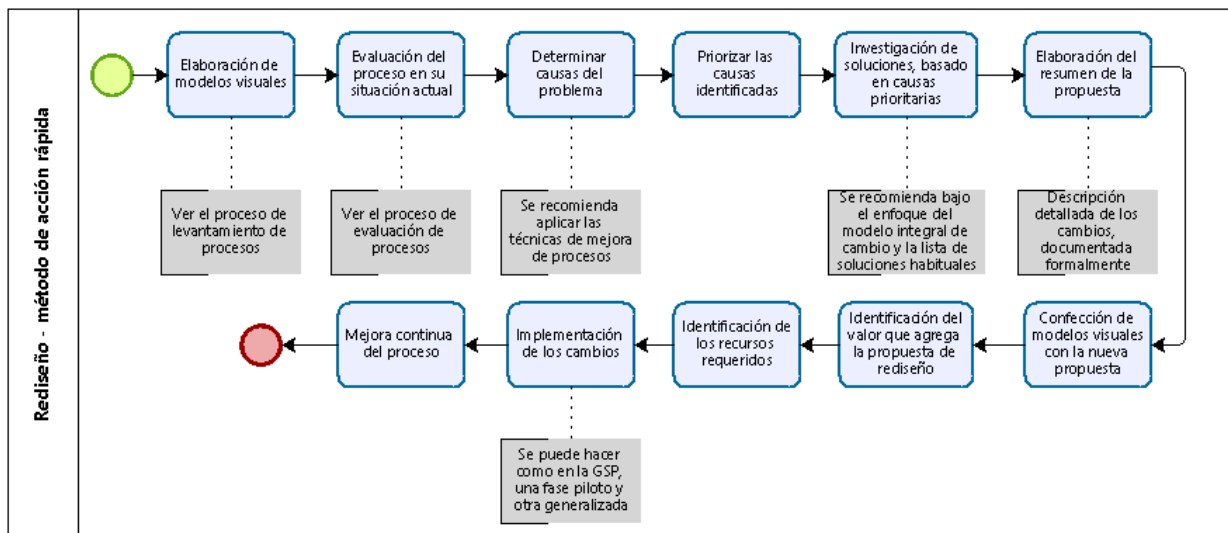 Rediseño - método de acción rápida
Elaboración de
modelos visuales
Evaluación del
proceso en su
situación actual
Determinar
causas del
problema
Priorizar las
causas
identificadas
Investigación de
soluciones, basado
en causas
prioritarias
Elaboración del
resumen de la
propuesta
Ver el proceso de
levantamiento de
procesos
Ver el proceso de
evaluación de
procesos
Se recomienda
aplicar las
técnicas de mejora
de procesos
Se recomienda bajo
el enfoque del
modelo integral de
cambio y la lista de
soluciones habituales
Descripción
detallada de los
cambios,
documentada
formalmente
Mejora continua
del proceso
Implementación
de los cambios
Identificación de
los recursos
requeridos
Identificación del
valor que agrega
la propuesta de
rediseño
Confección de
modelos visuales
con la nueva
propuesta
Se puede hacer
como en la GSP,
una fase piloto y
otra generalizada